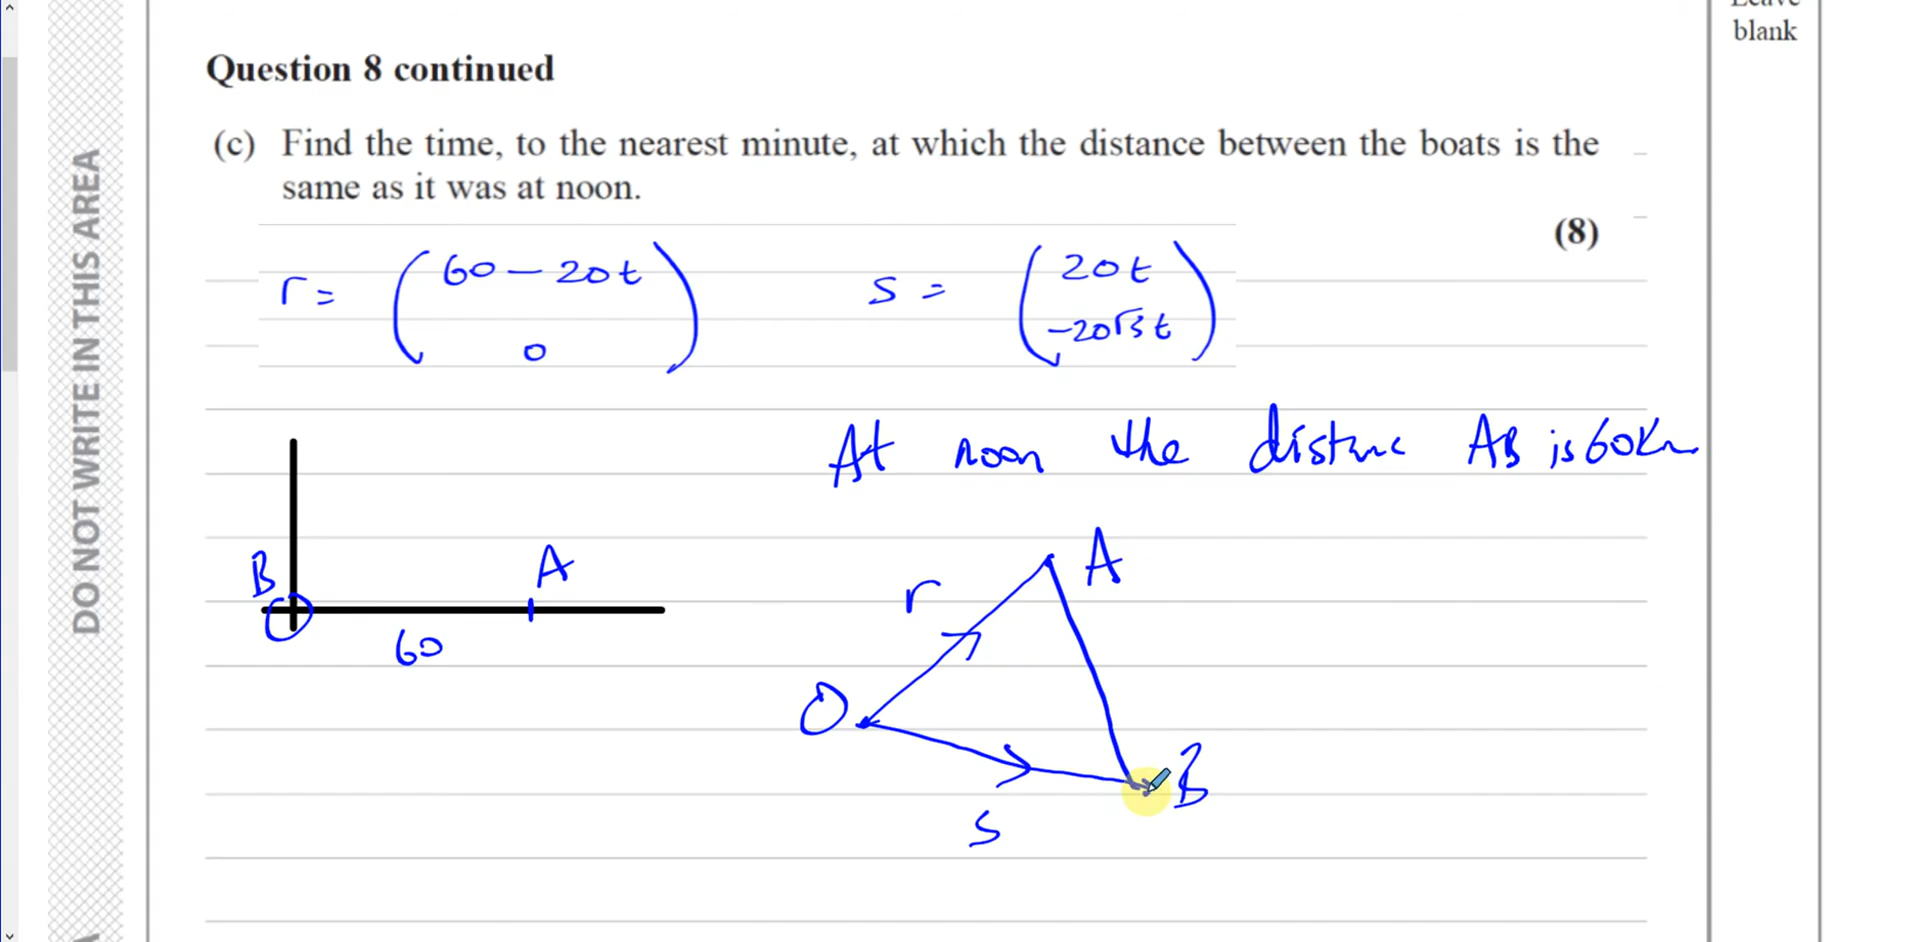 Leave
blank
Question 8 continued
(c) Find the time, to the nearest minute, at which the distance between the boats is the
same as it was at noon.
(8)
r = (60 - 20t
0)
s = (20t
-20√3 t)
At noon the distance AB is 60km
B
A
60
A
r
O
B
s
DO NOT WRITE IN THIS AREA